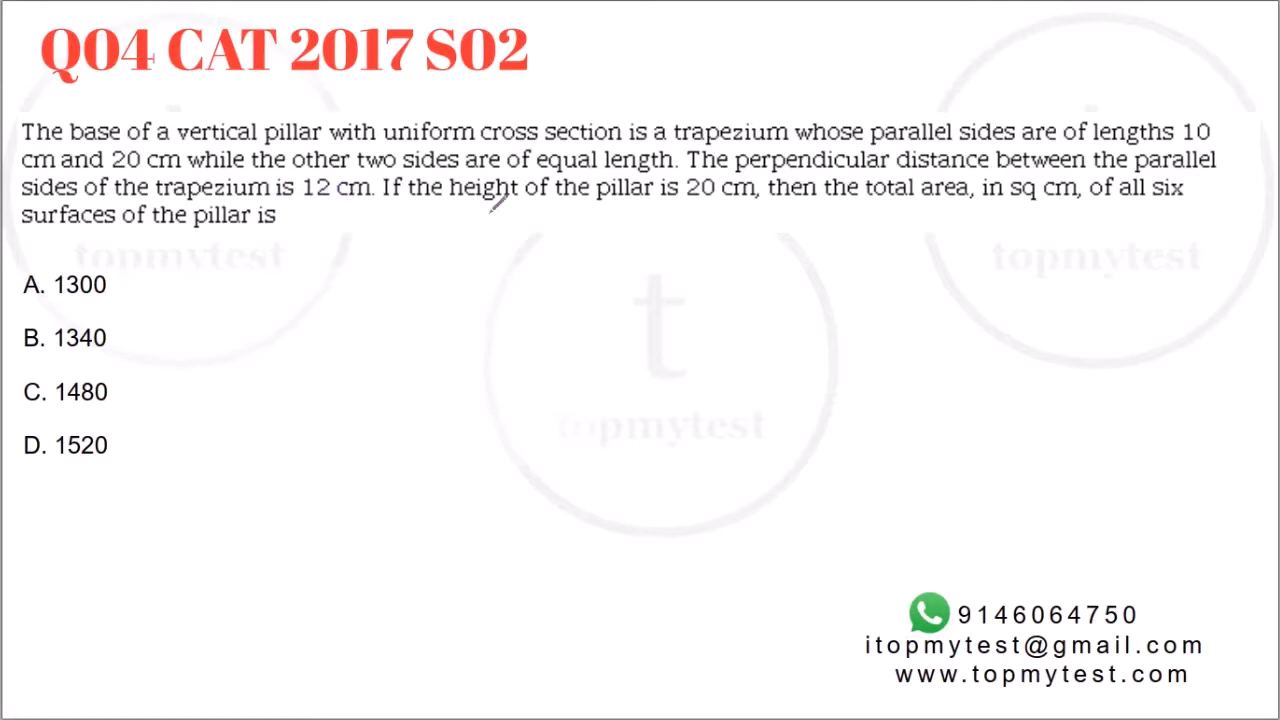 Q04 CAT 2017 S02
The base of a vertical pillar with uniform cross section is a trapezium whose parallel sides are of lengths 10
cm and 20 cm while the other two sides are of equal length. The perpendicular distance between the parallel
sides of the trapezium is 12 cm. If the height of the pillar is 20 cm, then the total area, in sq cm, of all six
surfaces of the pillar is
topmytest
topmytest
A. 1300
t
B. 1340
C. 1480
topmytest
D. 1520
9146064750
itopmytest@gmail.com
www.topmytest.com